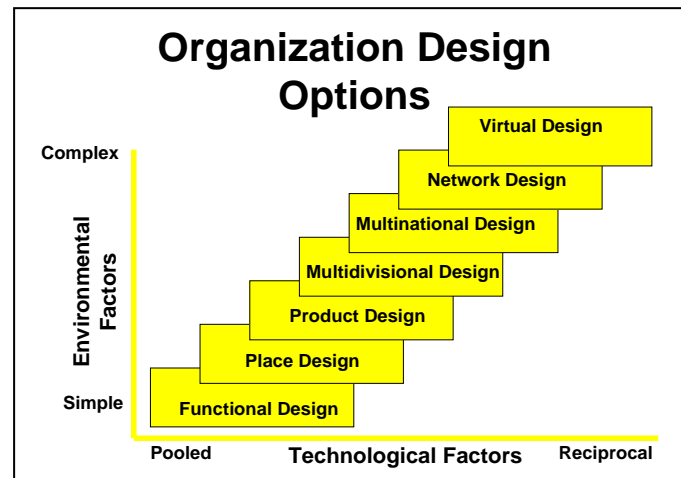 Organization Design
Options
Virtual Design
Complex
Network Design
Multinational Design
Multidivisional Design
Environmental
Factors
Product Design
Place Design
Simple
Functional Design
Pooled
Technological Factors
Reciprocal